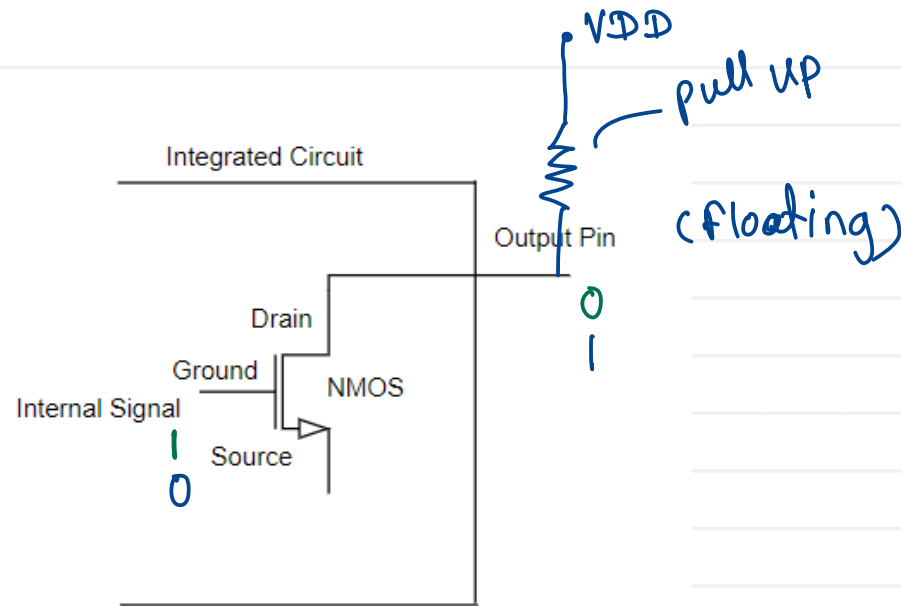 VDD
pull up
Integrated Circuit
(floating)
Output Pin
0
1
Drain
Ground
NMOS
Internal Signal
1
0
Source